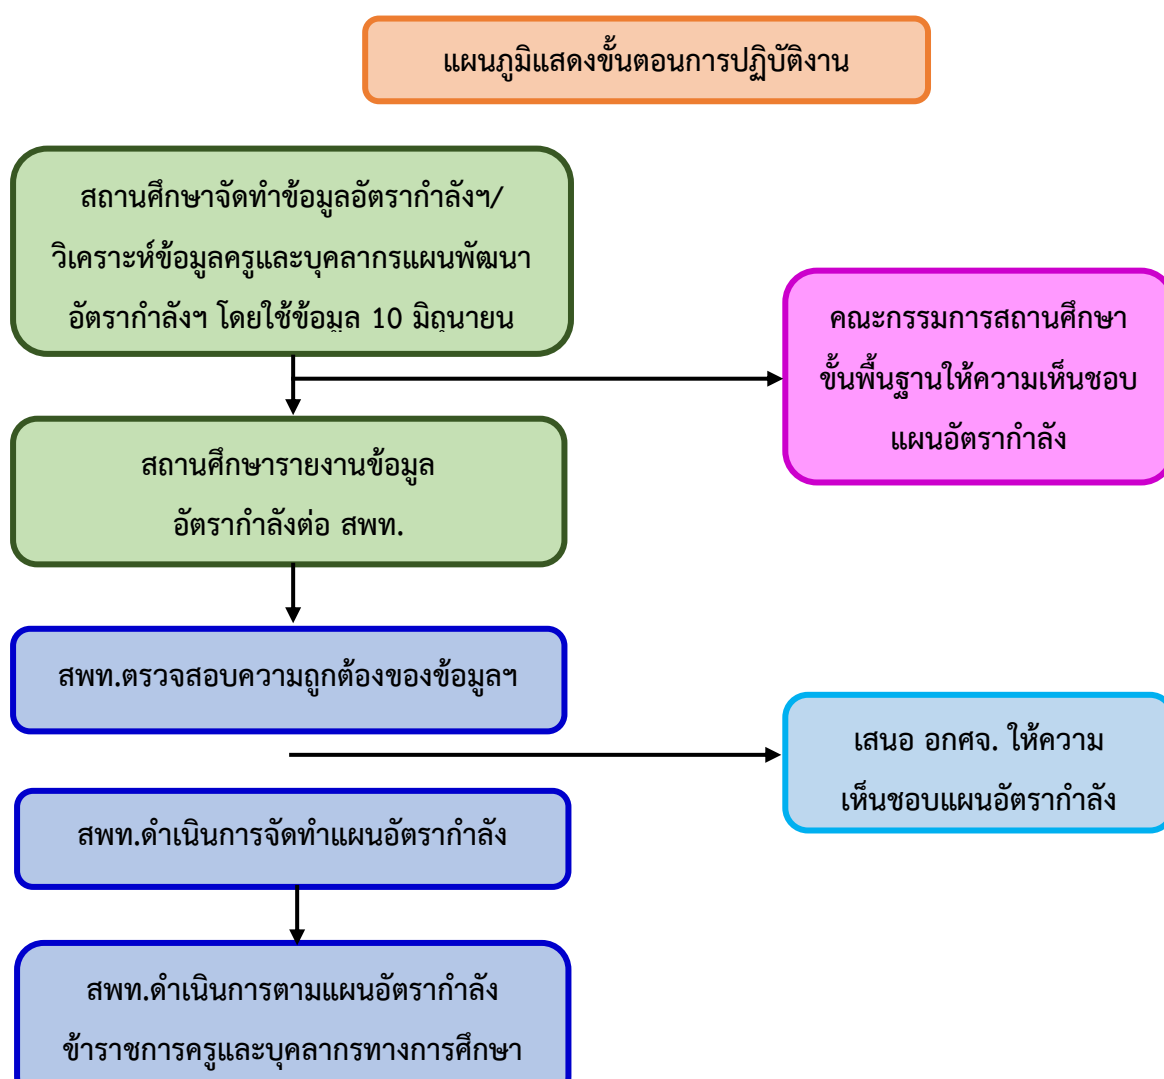 แผนภูมิแสดงขั้นตอนการปฏิบัติงาน
สถานศึกษาจัดทำข้อมูลอัตรากำลังฯ/
วิเคราะห์ข้อมูลครูและบุคลากรแผนพัฒนา
อัตรากำลังฯ โดยใช้ข้อมูล 10 มิถุนายน
คณะกรรมการสถานศึกษา
ขั้นพื้นฐานให้ความเห็นชอบ
แผนอัตรากำลัง
สถานศึกษารายงานข้อมูล
อัตรากำลังต่อ สพท.
สพท.ตรวจสอบความถูกต้องของข้อมูลฯ
เสนอ อกศจ. ให้ความ
เห็นชอบแผนอัตรากำลัง
สพท.ดำเนินการจัดทำแผนอัตรากำลัง
สพท.ดำเนินการตามแผนอัตรากำลัง
ข้าราชการครูและบุคลากรทางการศึกษา